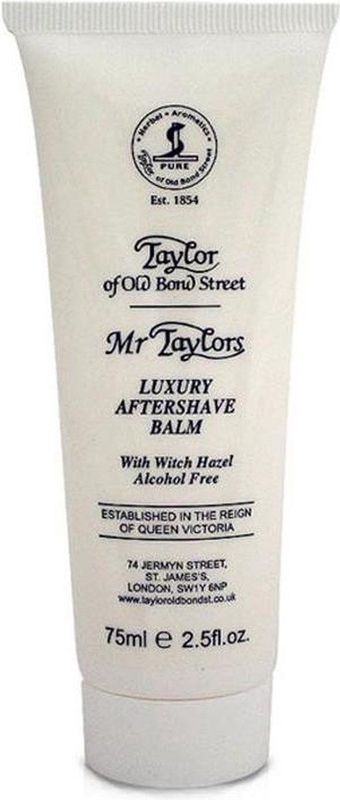 Herbal • Aromatics
PURE
Taylor of Old Bond Street
Est. 1854
Taylor
of Old Bond Street
Mr Taylors
LUXURY
AFTERSHAVE
BALM
With Witch Hazel
Alcohol Free
ESTABLISHED IN THE REIGN
OF QUEEN VICTORIA
74 JERMYN STREET,
ST. JAMES'S,
LONDON, SW1Y 6NP
www.tayloroldbondst.co.uk
75ml e 2.5fl.oz.